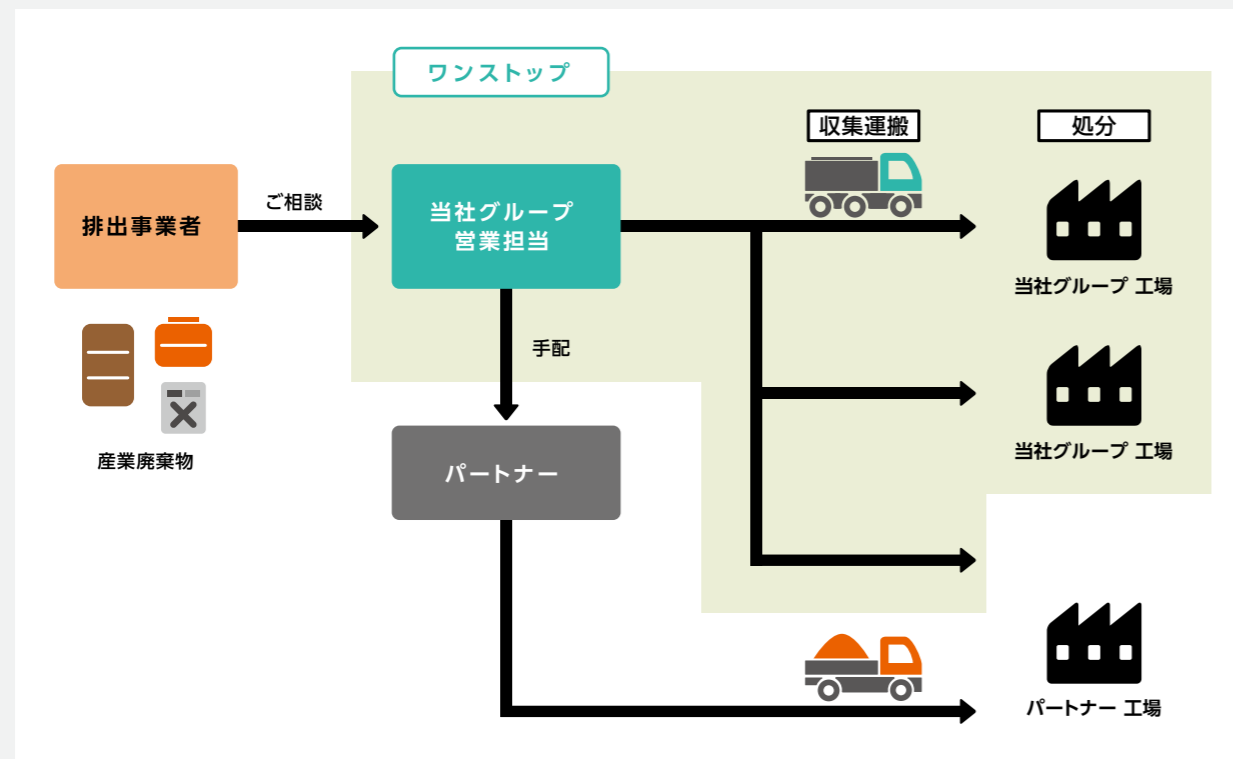 ワンストップ
収集運搬
処分
排出事業者
ご相談
当社グループ
営業担当
当社グループ 工場
手配
産業廃棄物
当社グループ 工場
パートナー
パートナー 工場